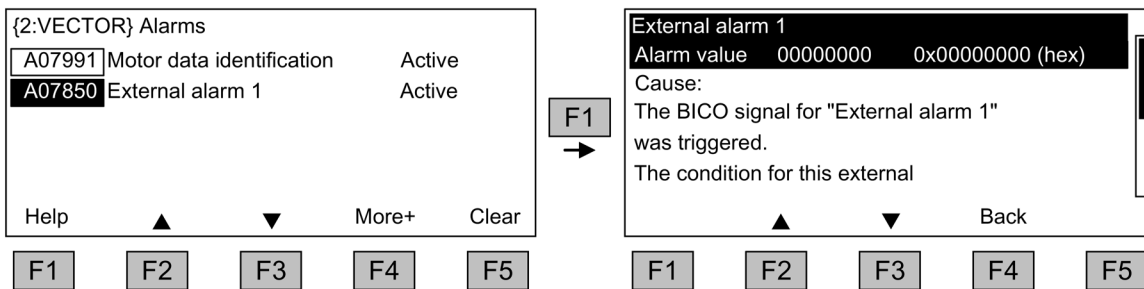 {2:VECTOR} Alarms
A07991 Motor data identification Active
A07850 External alarm 1 Active
Help ▲ ▼ More+ Clear
F1 F2 F3 F4 F5
F1
External alarm 1
Alarm value 00000000 0x00000000 (hex)
Cause:
The BICO signal for "External alarm 1"
was triggered.
The condition for this external
▲ ▼ Back
F1 F2 F3 F4 F5